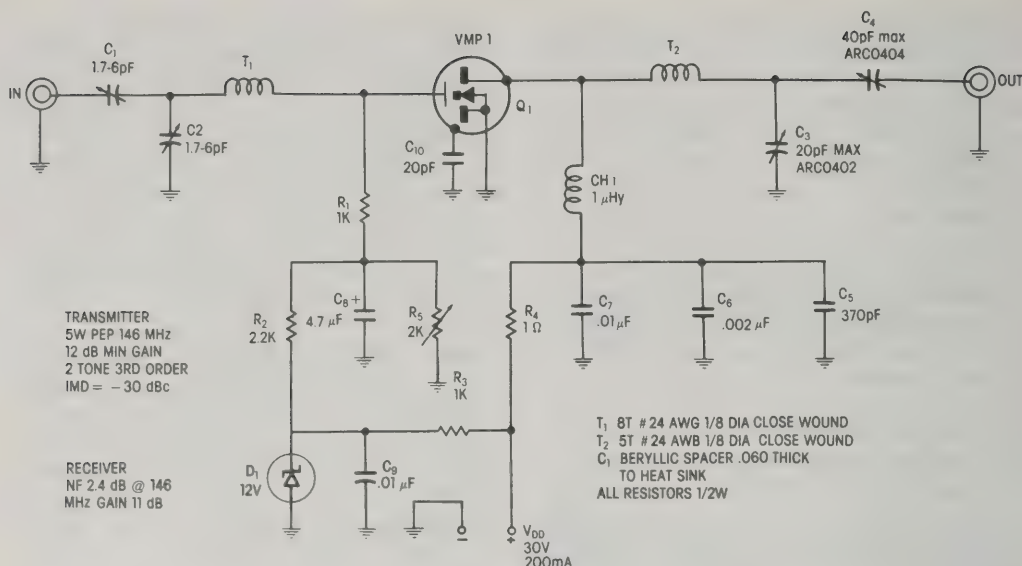 C₁
1.7-6pF
T₁
VMP 1
T₂
C₄
40pF max
ARCO404
IN
OUT
Q₁
C2
1.7-6pF
C₁₀
20pF
C₃
20pF MAX
ARCO402
R₁
1K
CH 1
1 μHy
TRANSMITTER
5W PEP 146 MHz
12 dB MIN GAIN
2 TONE 3RD ORDER
IMD = − 30 dBc
R₂
2.2K
C₈ +
4.7 μF
R₅
2K
R₄
1 Ω
C₇
.01μF
C₆
.002 μF
C₅
370pF
R₃
1K
RECEIVER
NF 2.4 dB @ 146
MHz GAIN 11 dB
D₁
12V
C₉
.01 μF
−
+
V_DD
30V
200mA
T₁ 8T #24 AWG 1/8 DIA CLOSE WOUND
T₂ 5T #24 AWB 1/8 DIA CLOSE WOUND
C₁ BERYLLIC SPACER .060 THICK
TO HEAT SINK
ALL RESISTORS 1/2W